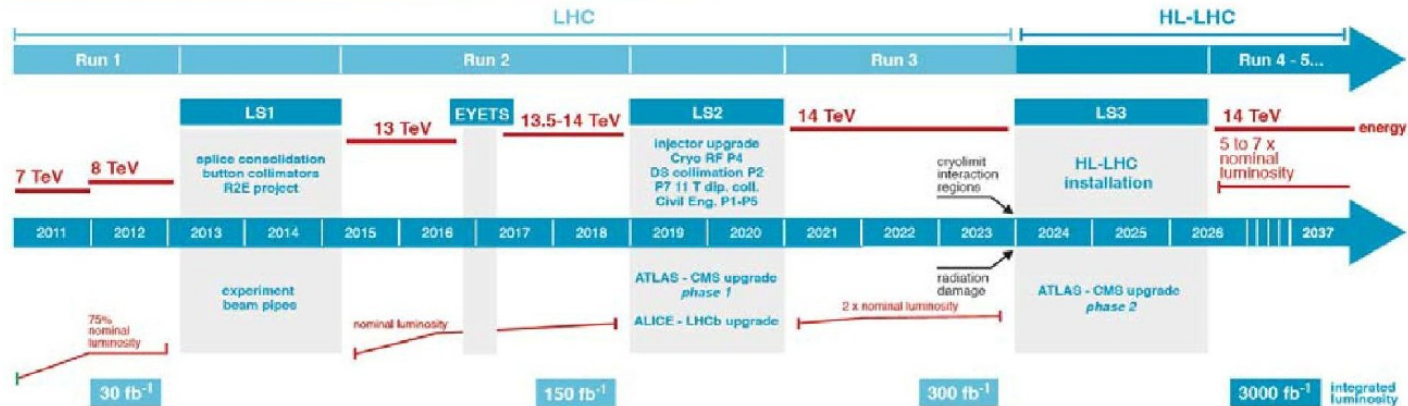 LHC
HL-LHC
Run 1
Run 2
Run 3
Run 4 - 5...
LS1
EYETS
LS2
LS3
7 TeV
8 TeV
13 TeV
13.5-14 TeV
14 TeV
14 TeV
energy
splice consolidation
button collimators
R2E project
injector upgrade
Cryo RF P4
DS collimation P2
P7 11 T dip. coll.
Civil Eng. P1-P5
cryolimit
interaction
regions
HL-LHC
installation
5 to 7 x
nominal
luminosity
2011
2012
2013
2014
2015
2016
2017
2018
2019
2020
2021
2022
2023
2024
2025
2026
2037
experiment
beam pipes
ATLAS - CMS upgrade
phase 1
ALICE - LHCb upgrade
radiation
damage
ATLAS - CMS upgrade
phase 2
75%
nominal
luminosity
nominal luminosity
2 x nominal luminosity
30 fb⁻¹
150 fb⁻¹
300 fb⁻¹
3000 fb⁻¹
integrated
luminosity